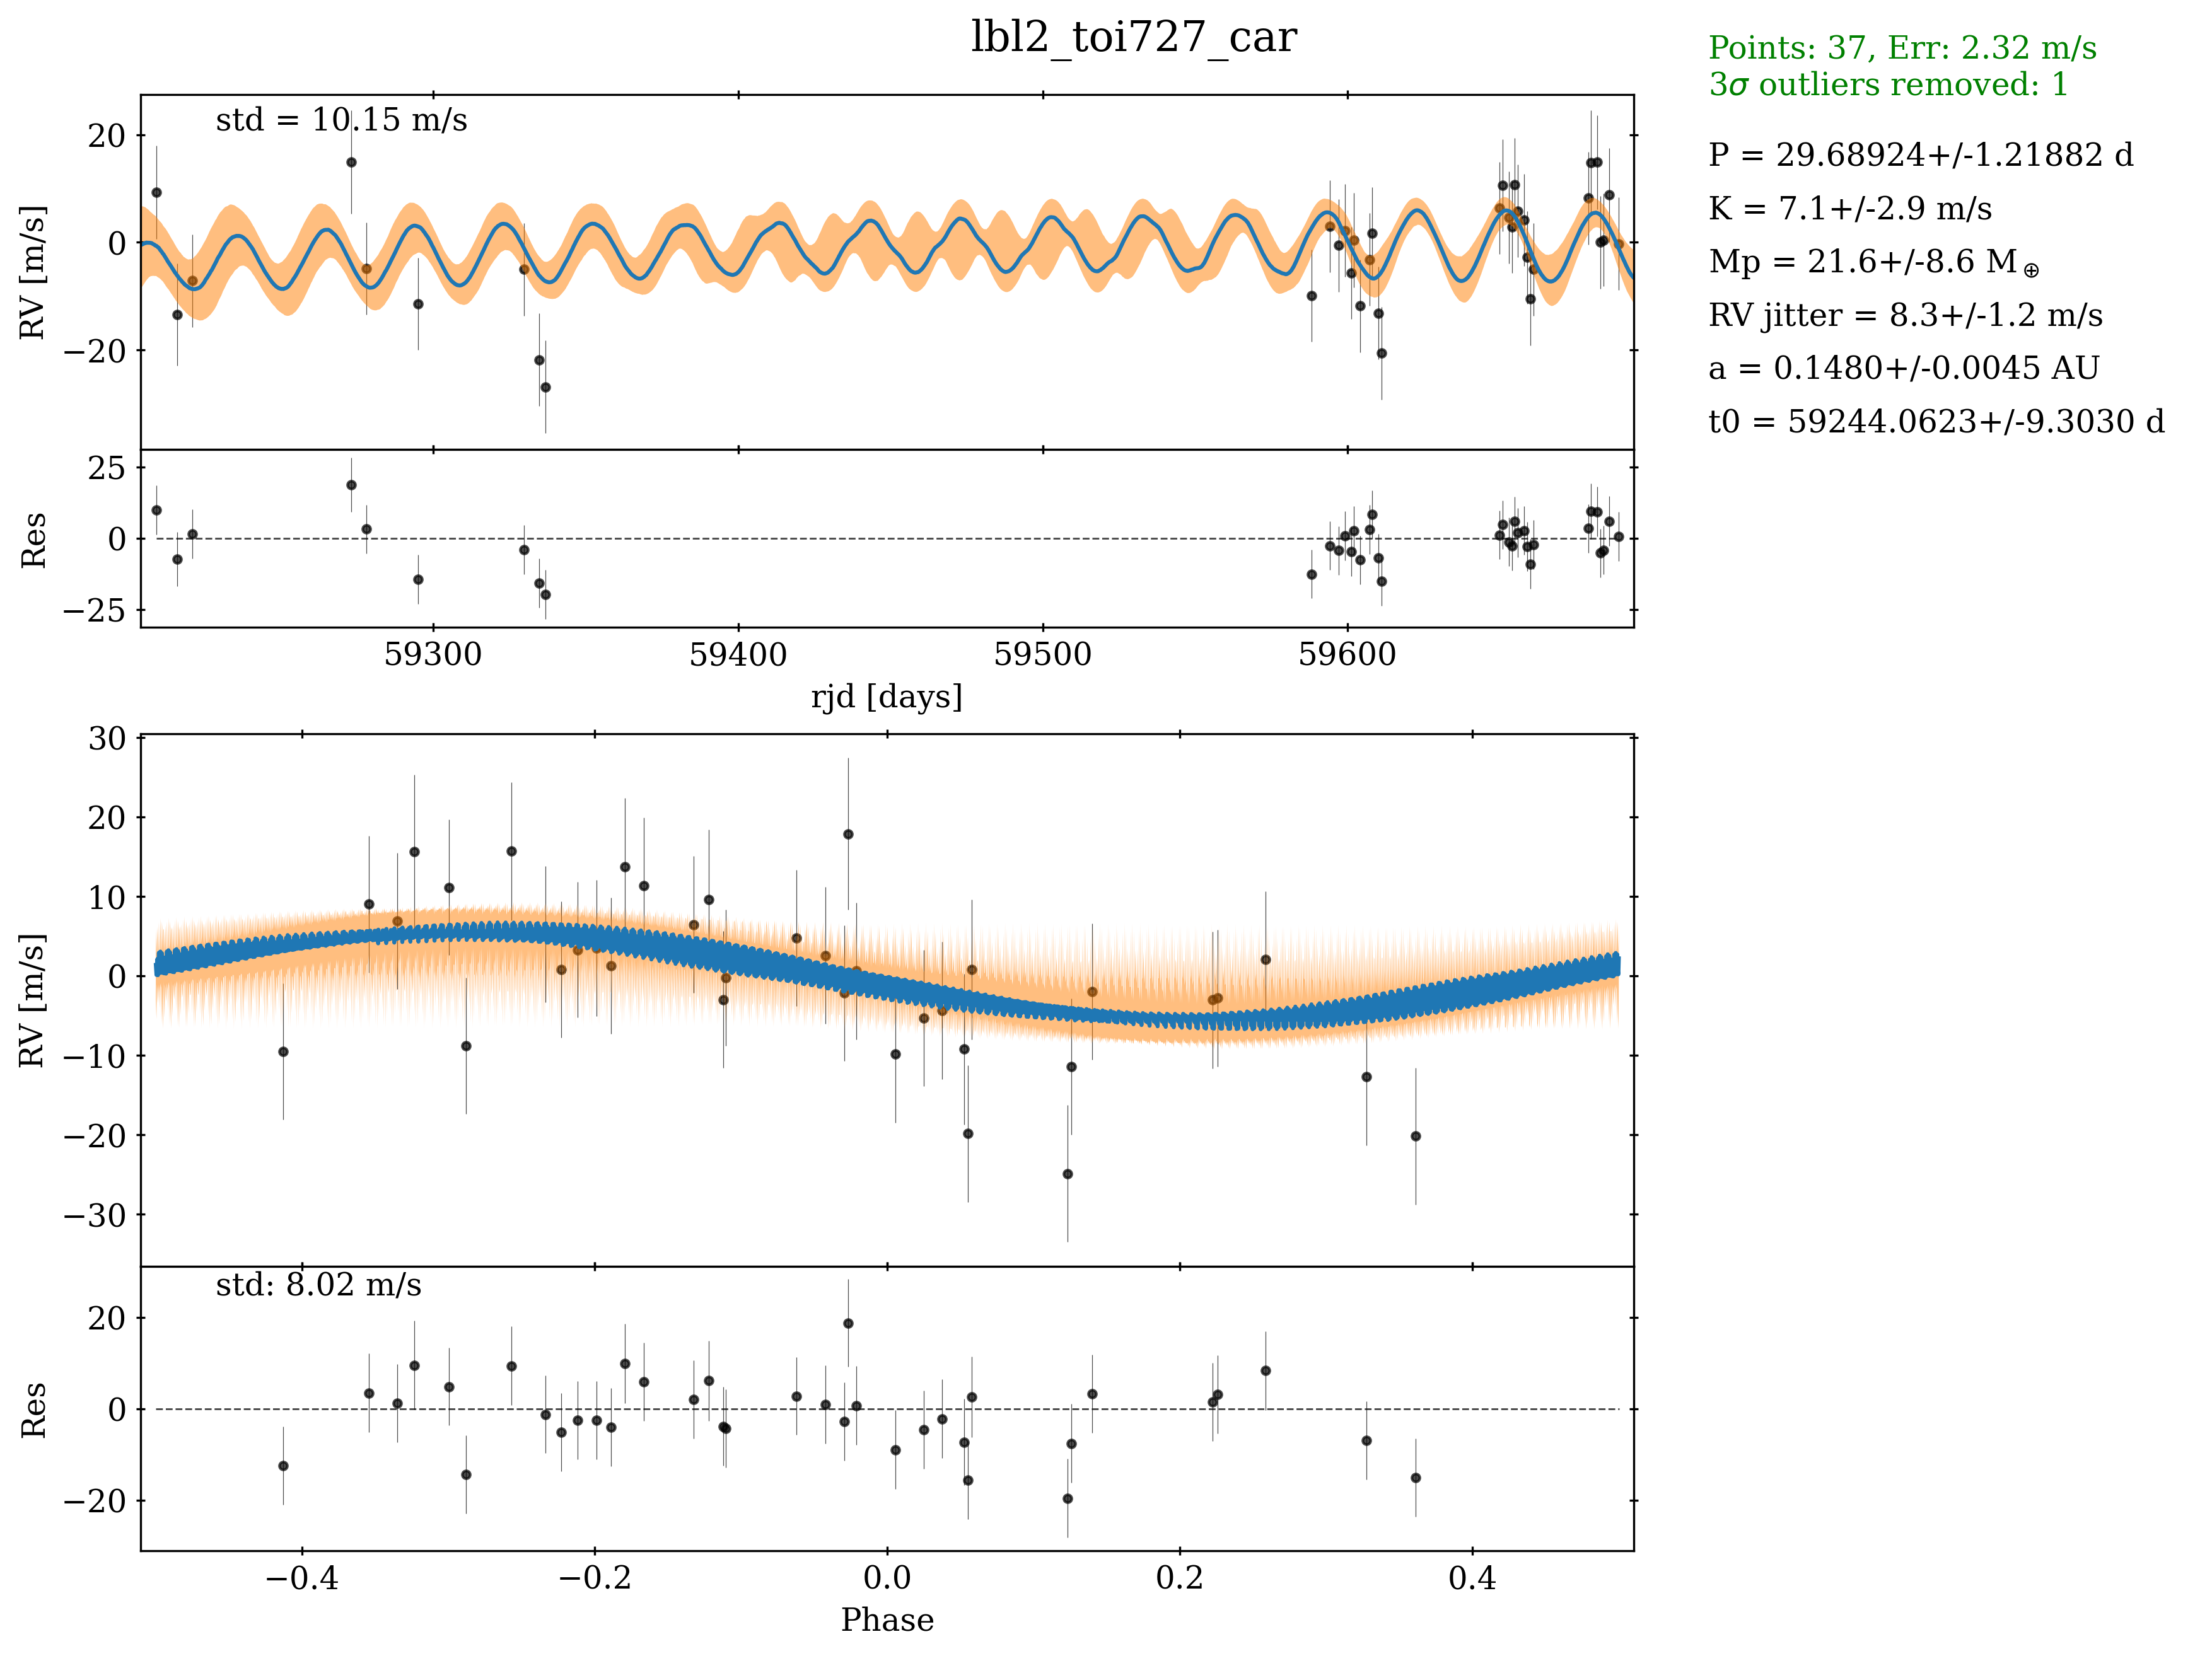 lbl2_toi727_car
Points: 37, Err: 2.32 m/s
3σ outliers removed: 1
P = 29.68924+/-1.21882 d
K = 7.1+/-2.9 m/s
Mp = 21.6+/-8.6 M⊕
RV jitter = 8.3+/-1.2 m/s
a = 0.1480+/-0.0045 AU
t0 = 59244.0623+/-9.3030 d
std = 10.15 m/s
20
0
−20
RV [m/s]
25
0
−25
Res
59300 59400 59500 59600
rjd [days]
30
20
10
0
−10
−20
−30
RV [m/s]
std: 8.02 m/s
20
0
−20
Res
−0.4 −0.2 0.0 0.2 0.4
Phase